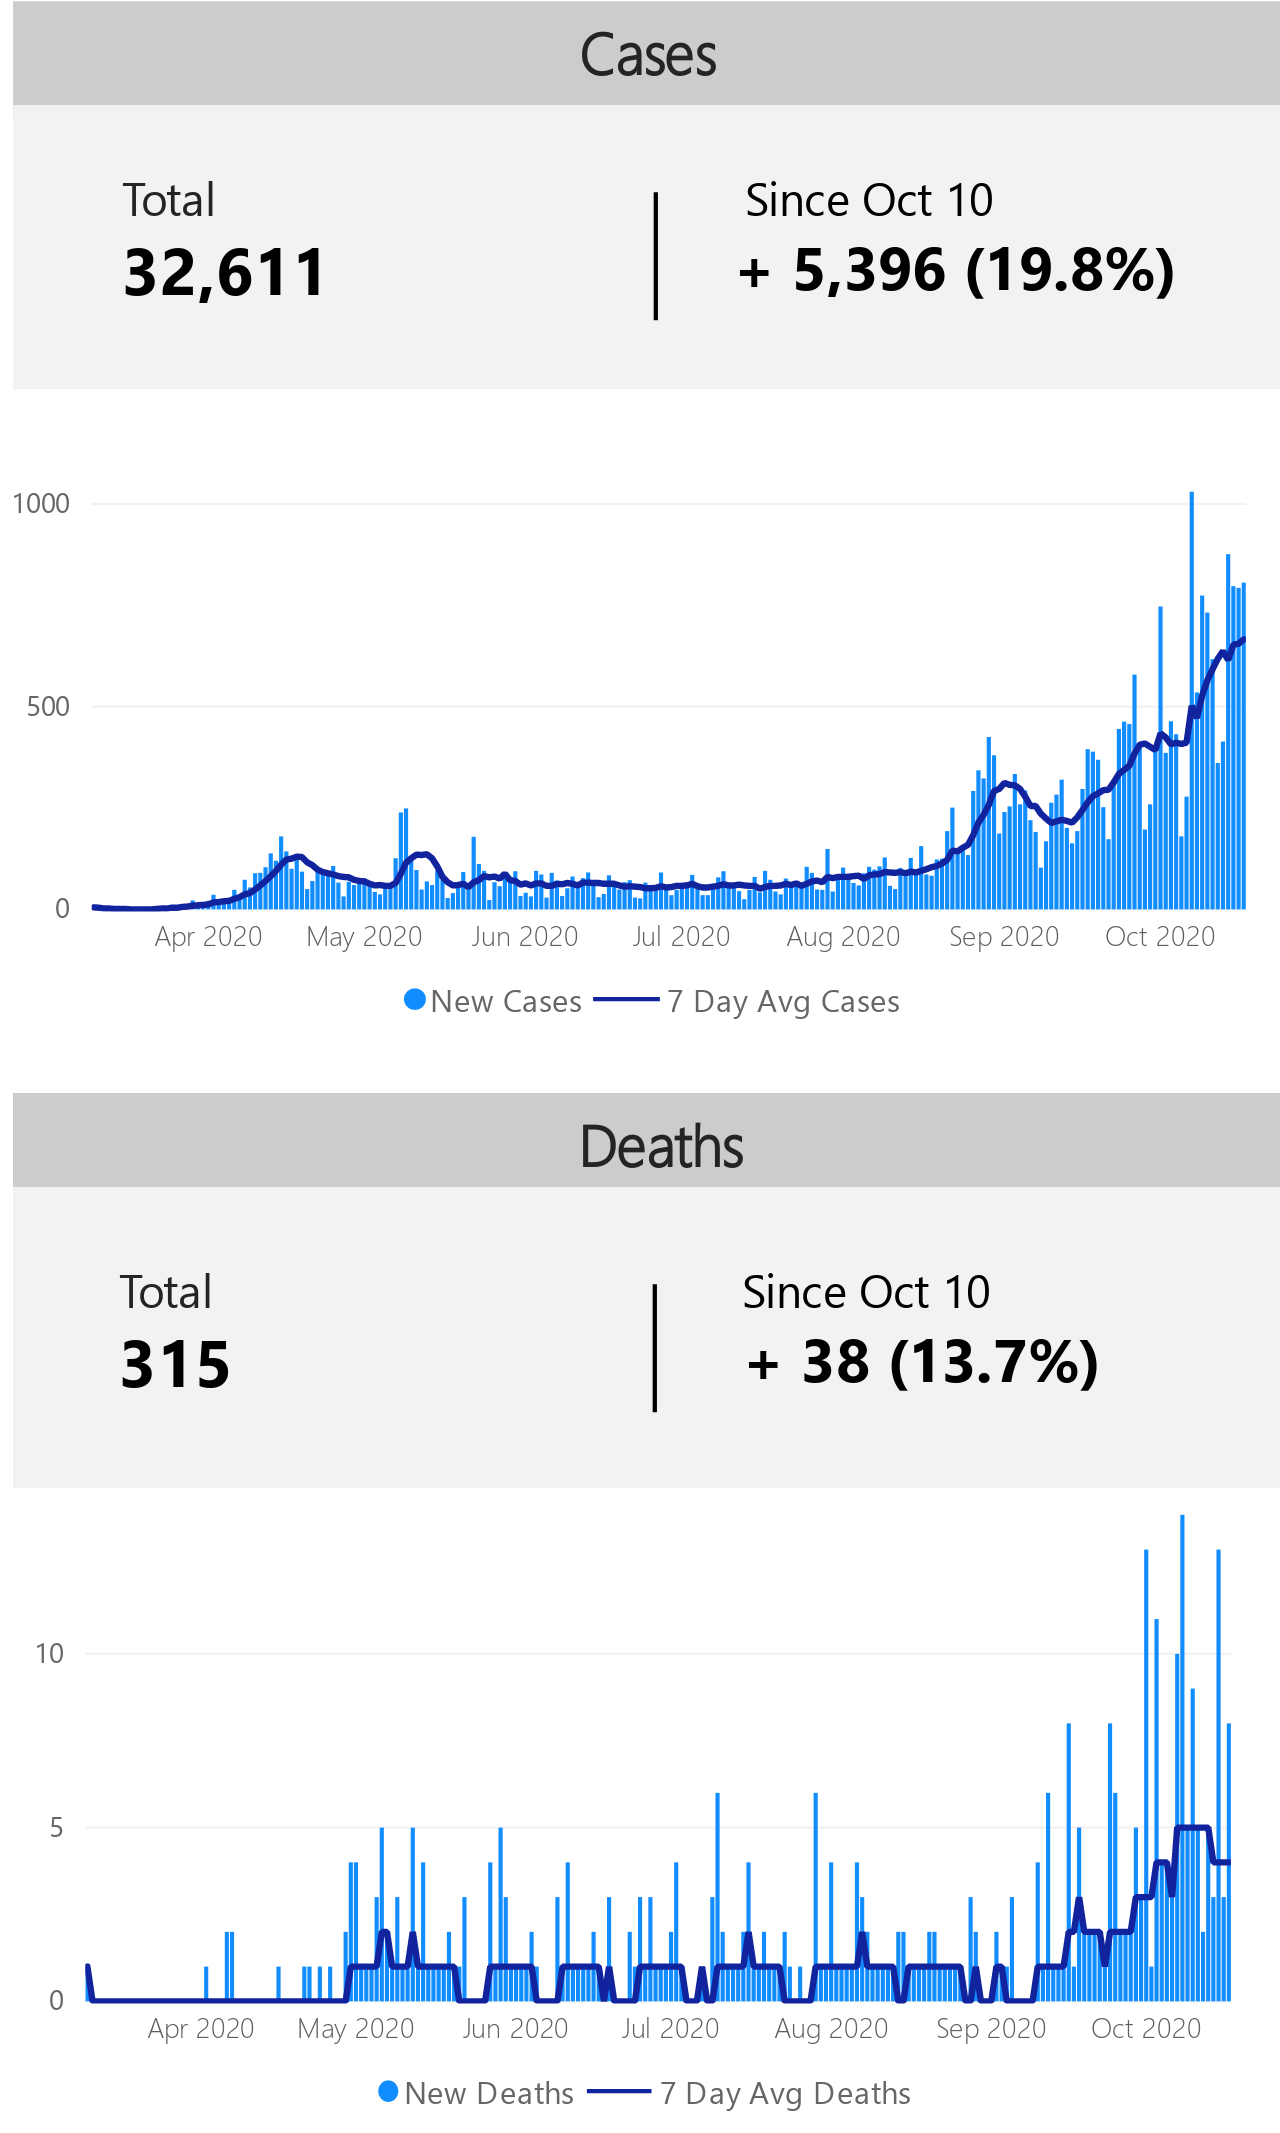 Cases
Total
Since Oct 10
32,611
+ 5,396 (19.8%)
1000
500
0
Apr 2020 May 2020 Jun 2020 Jul 2020 Aug 2020 Sep 2020 Oct 2020
New Cases 7 Day Avg Cases
Deaths
Total
Since Oct 10
315
+ 38 (13.7%)
10
5
0
Apr 2020 May 2020 Jun 2020 Jul 2020 Aug 2020 Sep 2020 Oct 2020
New Deaths 7 Day Avg Deaths